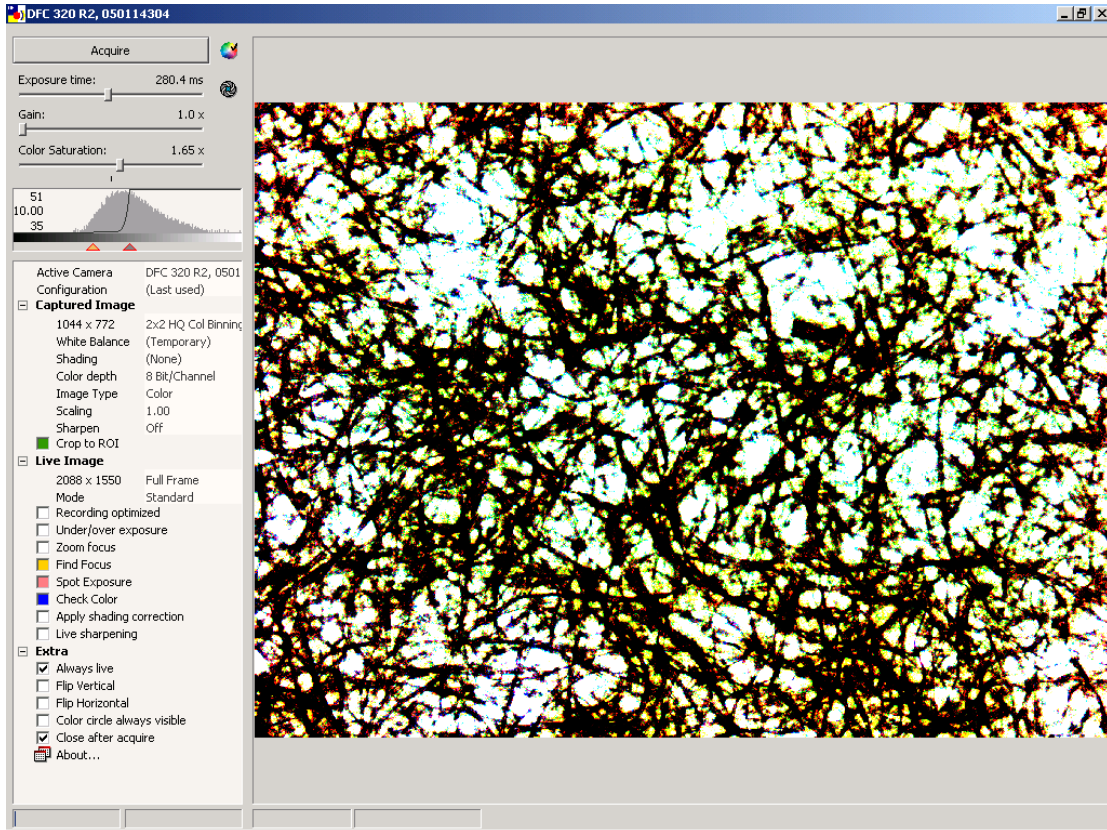 DFC 320 R2, 050114304
Acquire
Exposure time: 280.4 ms
Gain: 1.0 x
Color Saturation: 1.65 x
51
10.00
35
Active Camera DFC 320 R2, 0501
Configuration (Last used)
Captured Image
1044 x 772 2x2 HQ Col Binning
White Balance (Temporary)
Shading (None)
Color depth 8 Bit/Channel
Image Type Color
Scaling 1.00
Sharpen Off
Crop to ROI
Live Image
2088 x 1550 Full Frame
Mode Standard
Recording optimized
Under/over exposure
Zoom focus
Find Focus
Spot Exposure
Check Color
Apply shading correction
Live sharpening
Extra
Always live
Flip Vertical
Flip Horizontal
Color circle always visible
Close after acquire
About...